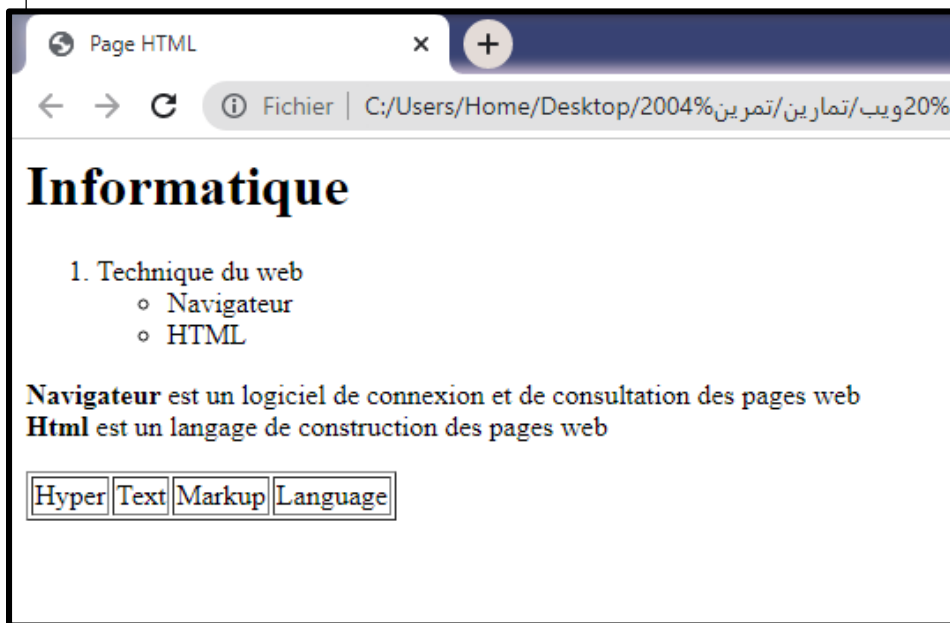 Page HTML
Fichier | C:/Users/Home/Desktop/2004%ويب/تمارين/تمرين%20
Informatique
1. Technique du web
Navigateur
HTML
Navigateur est un logiciel de connexion et de consultation des pages web
Html est un langage de construction des pages web
Hyper Text Markup Language